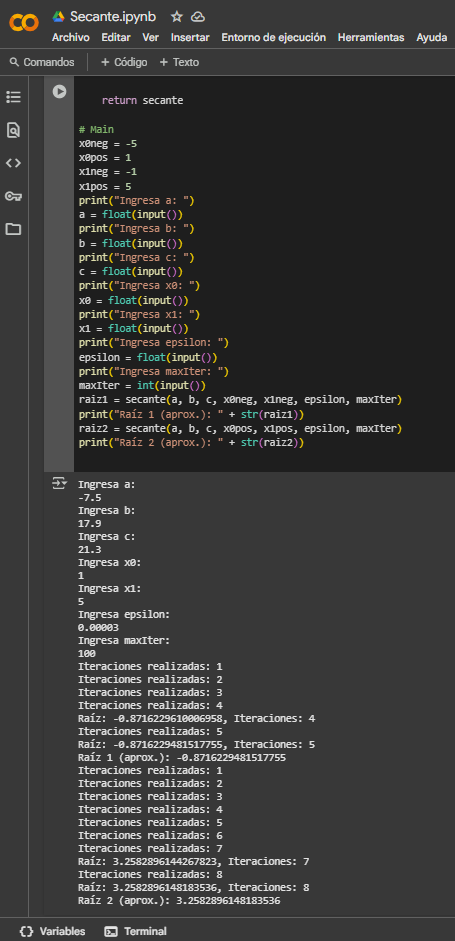 Secante.ipynb
Archivo Editar Ver Insertar Entorno de ejecución Herramientas Ayuda
Comandos + Código + Texto
return secante
# Main
x0neg = -5
x0pos = 1
x1neg = -1
x1pos = 5
print("Ingresa a: ")
a = float(input())
print("Ingresa b: ")
b = float(input())
print("Ingresa c: ")
c = float(input())
print("Ingresa x0: ")
x0 = float(input())
print("Ingresa x1: ")
x1 = float(input())
print("Ingresa epsilon: ")
epsilon = float(input())
print("Ingresa maxIter: ")
maxIter = int(input())
raiz1 = secante(a, b, c, x0neg, x1neg, epsilon, maxIter)
print("Raíz 1 (aprox.): " + str(raiz1))
raiz2 = secante(a, b, c, x0pos, x1pos, epsilon, maxIter)
print("Raíz 2 (aprox.): " + str(raiz2))
Ingresa a:
-7.5
Ingresa b:
17.9
Ingresa c:
21.3
Ingresa x0:
1
Ingresa x1:
5
Ingresa epsilon:
0.00003
Ingresa maxIter:
100
Iteraciones realizadas: 1
Iteraciones realizadas: 2
Iteraciones realizadas: 3
Iteraciones realizadas: 4
Raíz: -0.8716229610006958, Iteraciones: 4
Iteraciones realizadas: 5
Raíz: -0.8716229481517755, Iteraciones: 5
Raíz 1 (aprox.): -0.8716229481517755
Iteraciones realizadas: 1
Iteraciones realizadas: 2
Iteraciones realizadas: 3
Iteraciones realizadas: 4
Iteraciones realizadas: 5
Iteraciones realizadas: 6
Iteraciones realizadas: 7
Raíz: 3.2582896144267823, Iteraciones: 7
Iteraciones realizadas: 8
Raíz: 3.2582896148183536, Iteraciones: 8
Raíz 2 (aprox.): 3.2582896148183536
Variables Terminal